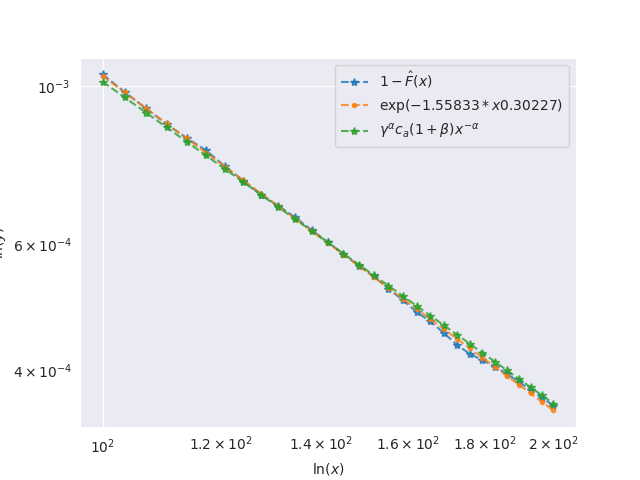 10⁻³
6 × 10⁻⁴
4 × 10⁻⁴
1 − F̂(x)
exp(−1.55833 * x0.30227)
γᵅcₐ(1 + β)x⁻ᵅ
10²
1.2 × 10²
1.4 × 10²
1.6 × 10²
1.8 × 10²
2 × 10²
ln(x)